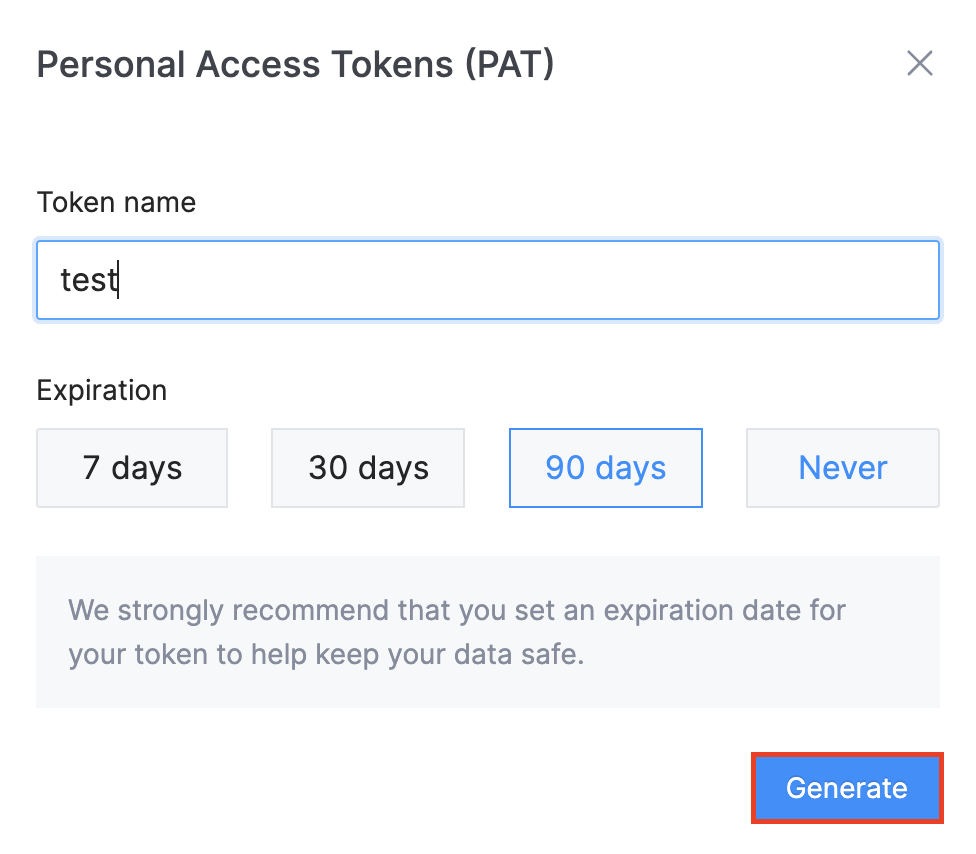 Personal Access Tokens (PAT)
Token name
test
Expiration
7 days
30 days
90 days
Never
We strongly recommend that you set an expiration date for
your token to help keep your data safe.
Generate